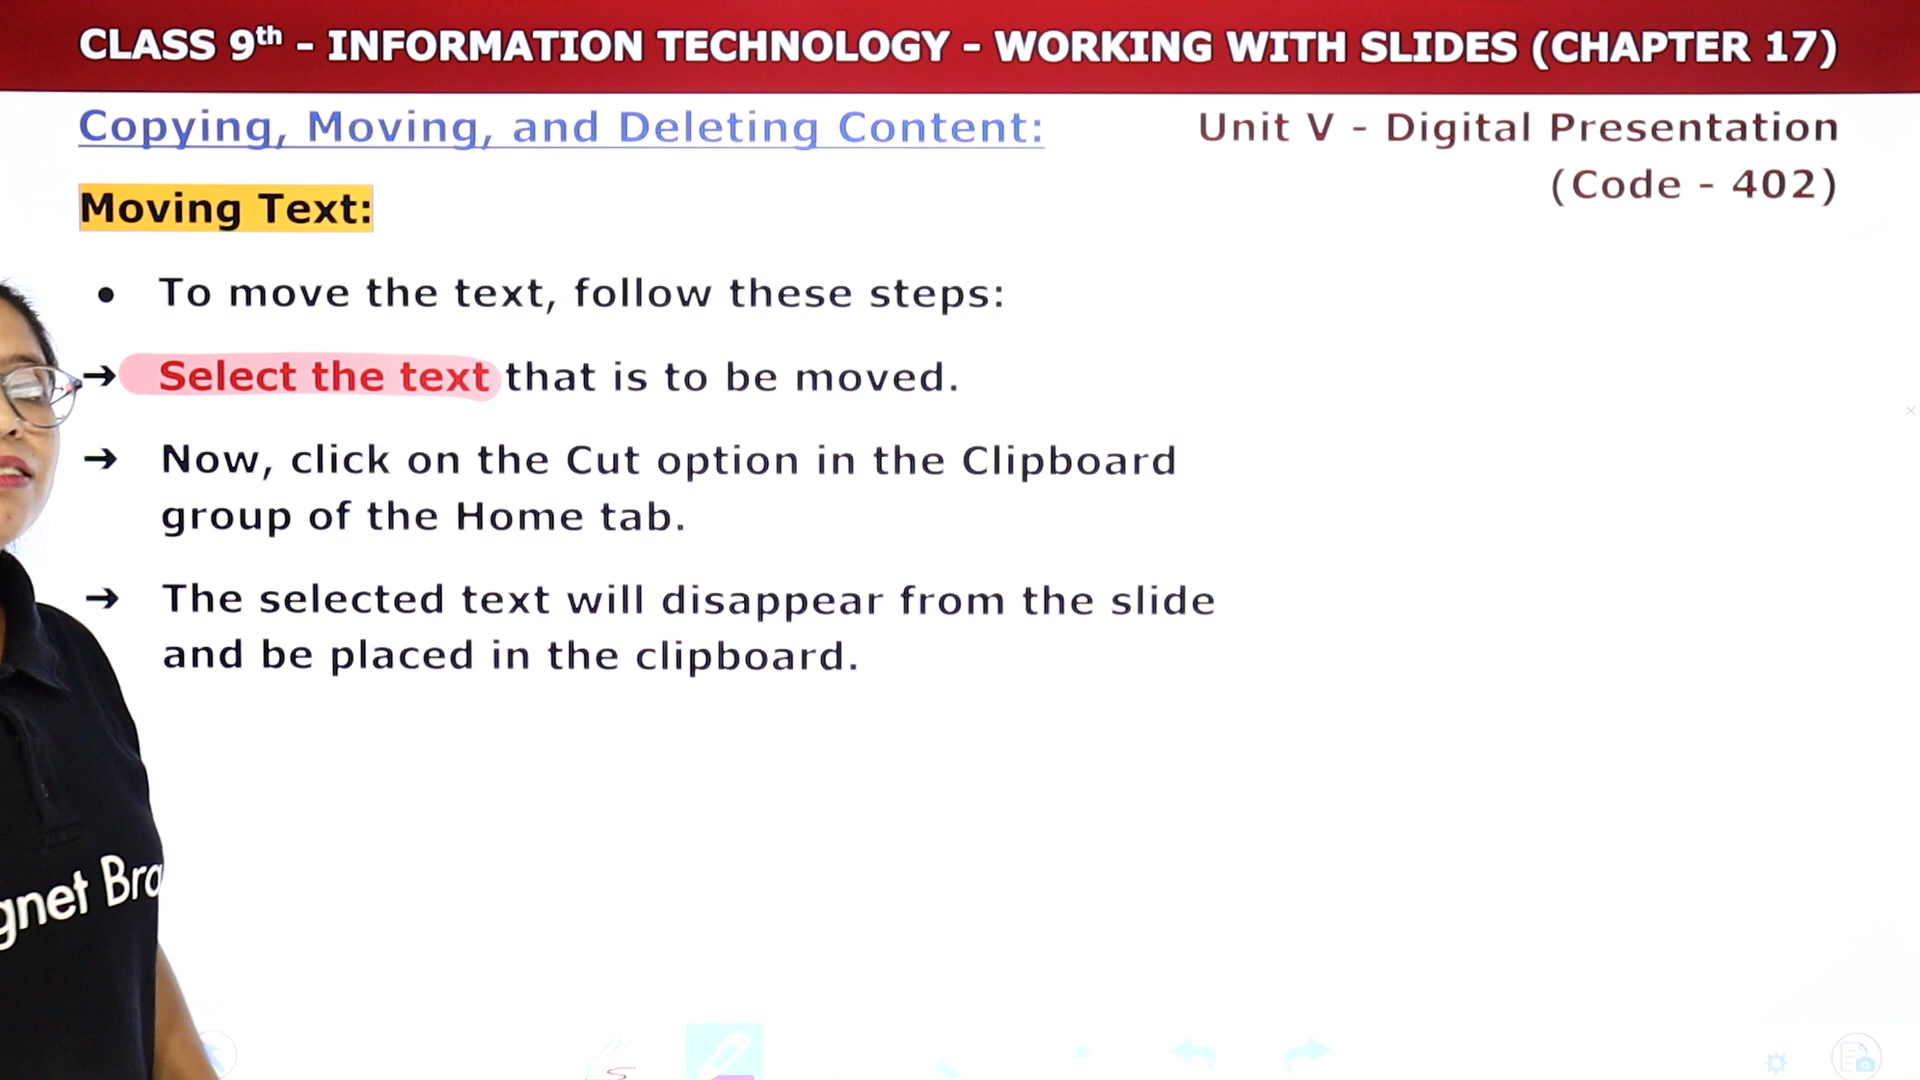 CLASS 9th - INFORMATION TECHNOLOGY - WORKING WITH SLIDES (CHAPTER 17)
Copying, Moving, and Deleting Content:
Unit V - Digital Presentation
(Code - 402)
Moving Text:
• To move the text, follow these steps:
→ Select the text that is to be moved.
→ Now, click on the Cut option in the Clipboard
group of the Home tab.
→ The selected text will disappear from the slide
and be placed in the clipboard.
gnet Bra